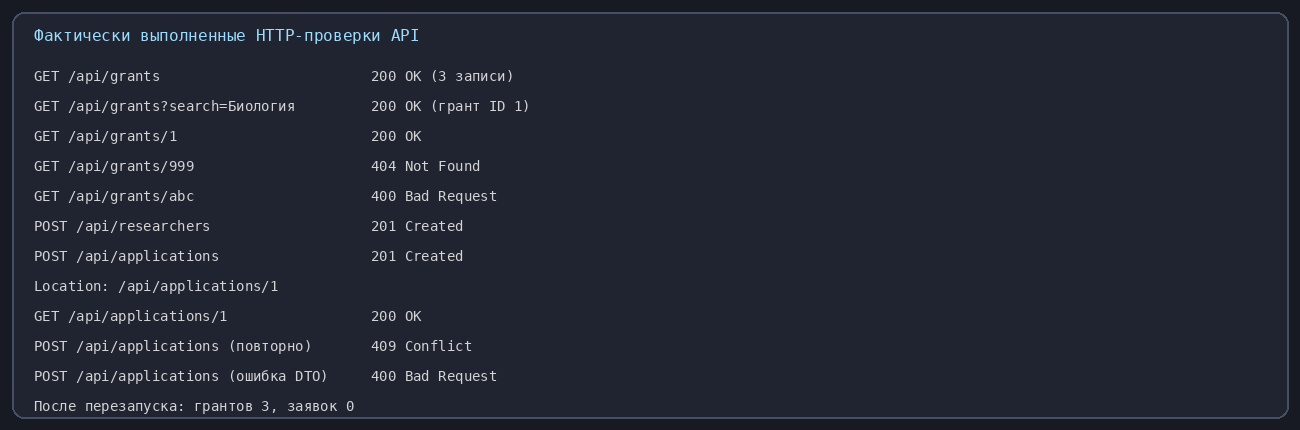 Фактически выполненные HTTP-проверки API
GET /api/grants 200 OK (3 записи)
GET /api/grants?search=Биология 200 OK (грант ID 1)
GET /api/grants/1 200 OK
GET /api/grants/999 404 Not Found
GET /api/grants/abc 400 Bad Request
POST /api/researchers 201 Created
POST /api/applications 201 Created
Location: /api/applications/1
GET /api/applications/1 200 OK
POST /api/applications (повторно) 409 Conflict
POST /api/applications (ошибка DTO) 400 Bad Request
После перезапуска: грантов 3, заявок 0